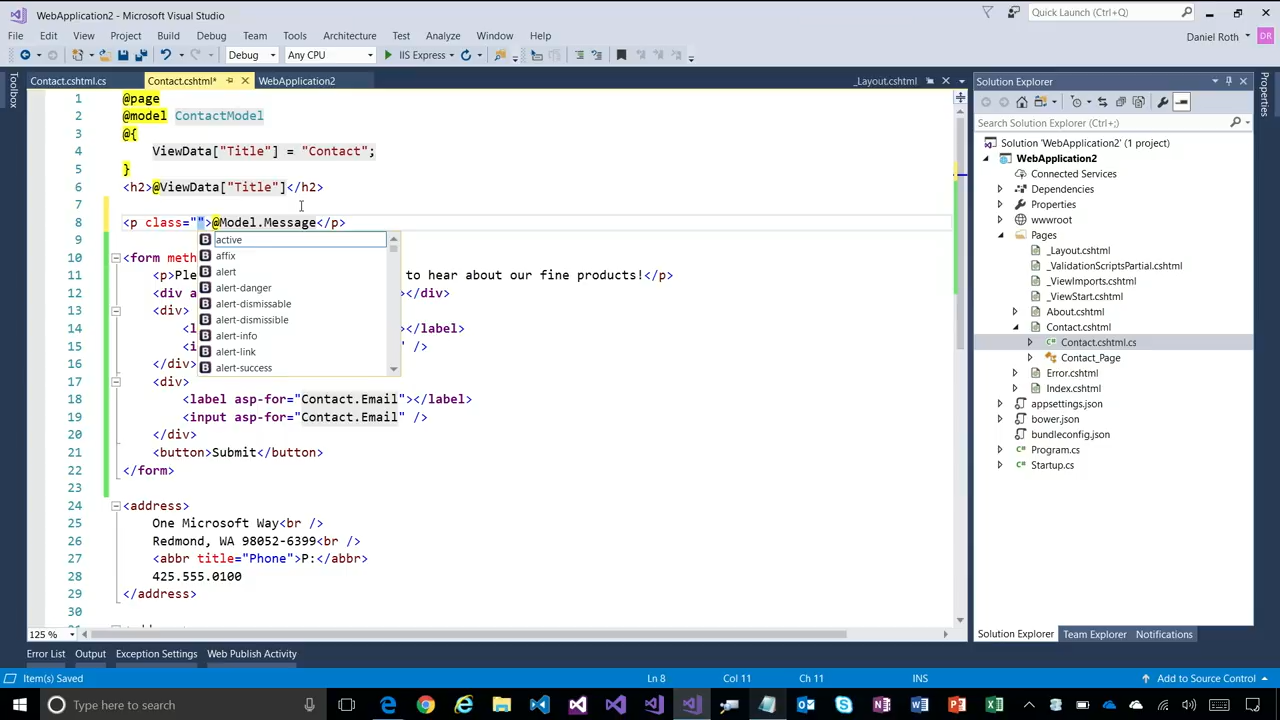 WebApplication2 - Microsoft Visual Studio
Quick Launch (Ctrl+Q)
File Edit View Project Build Debug Team Tools Architecture Test Analyze Window Help
Daniel Roth DR
Debug Any CPU IIS Express
Toolbox
Contact.cshtml.cs Contact.cshtml* WebApplication2 _Layout.cshtml
1 @page
2 @model ContactModel
3 @{
4 ViewData["Title"] = "Contact";
5 }
6 <h2>@ViewData["Title"]</h2>
7
8 <p class="">@Model.Message</p>
9
active
affix
alert
alert-danger
alert-dismissable
alert-dismissible
alert-info
alert-link
alert-success
10 <form meth
11 <p>Ple to hear about our fine products!</p>
12 <div a ></div>
13 <div>
14 <l ></label>
15 <i " />
16 </div>
17 <div>
18 <label asp-for="Contact.Email"></label>
19 <input asp-for="Contact.Email" />
20 </div>
21 <button>Submit</button>
22 </form>
23
24 <address>
25 One Microsoft Way<br />
26 Redmond, WA 98052-6399<br />
27 <abbr title="Phone">P:</abbr>
28 425.555.0100
29 </address>
30
125 %
Solution Explorer
Search Solution Explorer (Ctrl+;)
Solution 'WebApplication2' (1 project)
WebApplication2
Connected Services
Dependencies
Properties
wwwroot
Pages
_Layout.cshtml
_ValidationScriptsPartial.cshtml
_ViewImports.cshtml
_ViewStart.cshtml
About.cshtml
Contact.cshtml
Contact.cshtml.cs
Contact_Page
Error.cshtml
Index.cshtml
appsettings.json
bower.json
bundleconfig.json
Program.cs
Startup.cs
Solution Explorer Team Explorer Notifications
Properties
Error List Output Exception Settings Web Publish Activity
Item(s) Saved Ln 8 Col 11 Ch 11 INS Add to Source Control
Type here to search